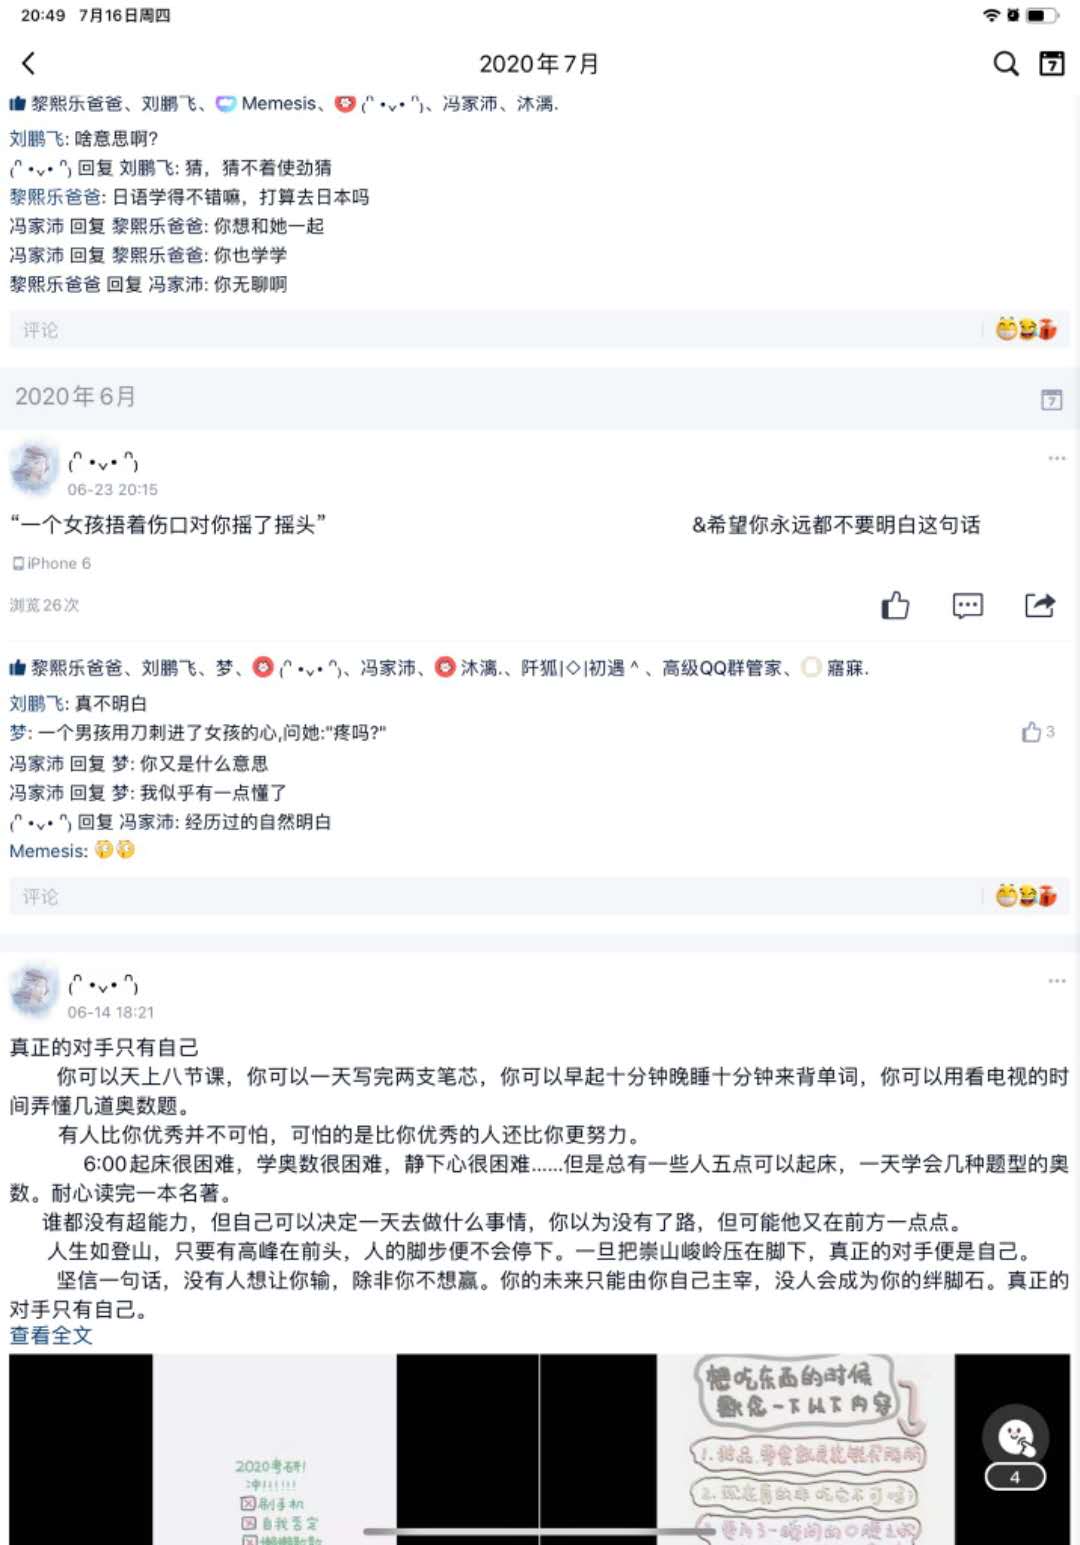 20:49 7月16日周四
2020年7月
7
黎熙乐爸爸、刘鹏飞、Memesis、(ᐢ •ᵥ• ᐢ)、冯家沛、沐漓.
刘鹏飞: 啥意思啊?
(ᐢ •ᵥ• ᐢ) 回复 刘鹏飞: 猜，猜不着使劲猜
黎熙乐爸爸: 日语学得不错嘛，打算去日本吗
冯家沛 回复 黎熙乐爸爸: 你想和她一起
冯家沛 回复 黎熙乐爸爸: 你也学学
黎熙乐爸爸 回复 冯家沛: 你无聊啊
评论
2020年6月
7
(ᐢ •ᵥ• ᐢ)
06-23 20:15
“一个女孩捂着伤口对你摇了摇头” &希望你永远都不要明白这句话
iPhone 6
浏览26次
黎熙乐爸爸、刘鹏飞、梦、(ᐢ •ᵥ• ᐢ)、冯家沛、沐漓.、阡狐|◇|初遇 ^ 、高级QQ群管家、寤寐.
刘鹏飞: 真不明白
梦: 一个男孩用刀刺进了女孩的心,问她:"疼吗?"
3
冯家沛 回复 梦: 你又是什么意思
冯家沛 回复 梦: 我似乎有一点懂了
(ᐢ •ᵥ• ᐢ) 回复 冯家沛: 经历过的自然明白
Memesis:
评论
(ᐢ •ᵥ• ᐢ)
06-14 18:21
真正的对手只有自己
你可以天上八节课，你可以一天写完两支笔芯，你可以早起十分钟晚睡十分钟来背单词，你可以用看电视的时
间弄懂几道奥数题。
有人比你优秀并不可怕，可怕的是比你优秀的人还比你更努力。
6:00起床很困难，学奥数很困难，静下心很困难......但是总有一些人五点可以起床，一天学会几种题型的奥
数。耐心读完一本名著。
谁都没有超能力，但自己可以决定一天去做什么事情，你以为没有了路，但可能他又在前方一点点。
人生如登山，只要有高峰在前头，人的脚步便不会停下。一旦把崇山峻岭压在脚下，真正的对手便是自己。
坚信一句话，没有人想让你输，除非你不想赢。你的未来只能由你自己主宰，没人会成为你的绊脚石。真正的
对手只有自己。
查看全文
2020考研!
冲!!!!!!
刷手机
自我否定
想吃东西的时候
默念一下以下内容
4